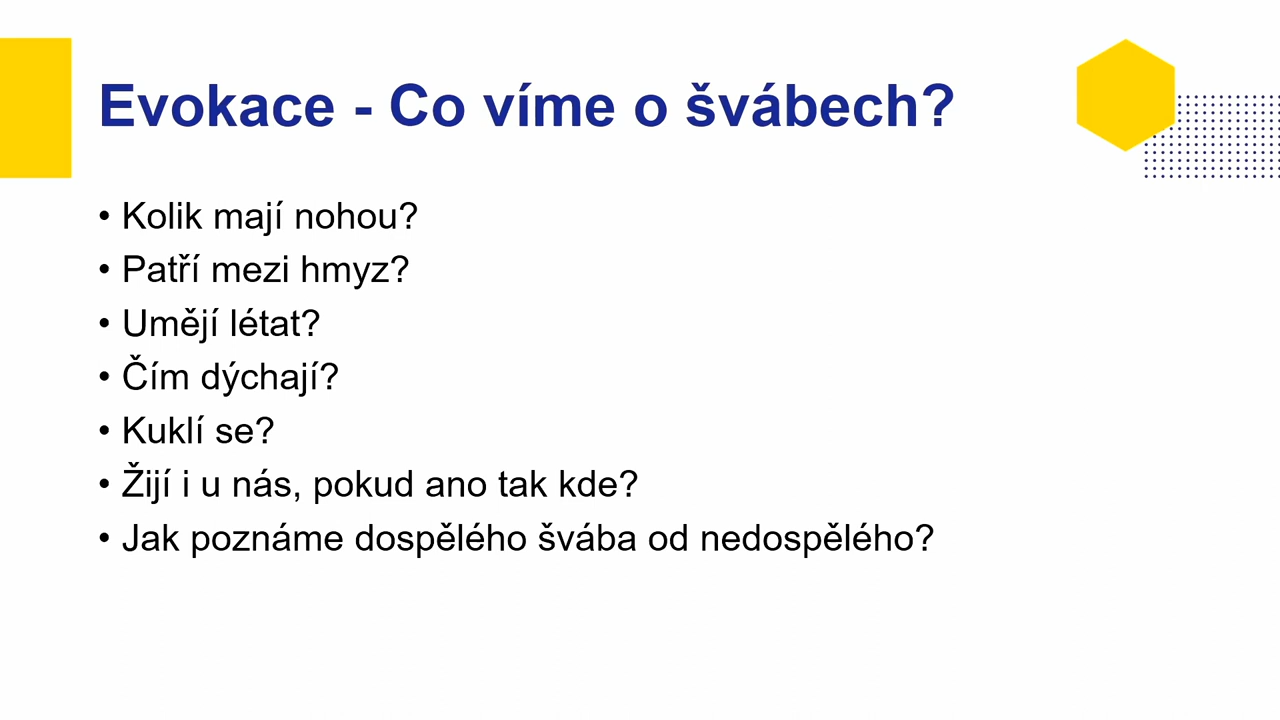 Evokace - Co víme o švábech?
• Kolik mají nohou?
• Patří mezi hmyz?
• Umějí létat?
• Čím dýchají?
• Kuklí se?
• Žijí i u nás, pokud ano tak kde?
• Jak poznáme dospělého švába od nedospělého?